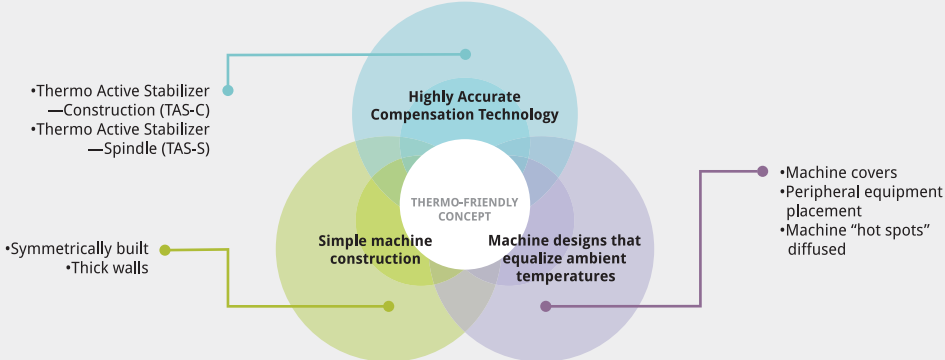 Highly Accurate
Compensation Technology
•Thermo Active Stabilizer
—Construction (TAS-C)
•Thermo Active Stabilizer
—Spindle (TAS-S)
THERMO-FRIENDLY
CONCEPT
•Machine covers
•Peripheral equipment
placement
•Machine “hot spots”
diffused
Simple machine
construction
•Symmetrically built
•Thick walls
Machine designs that
equalize ambient
temperatures